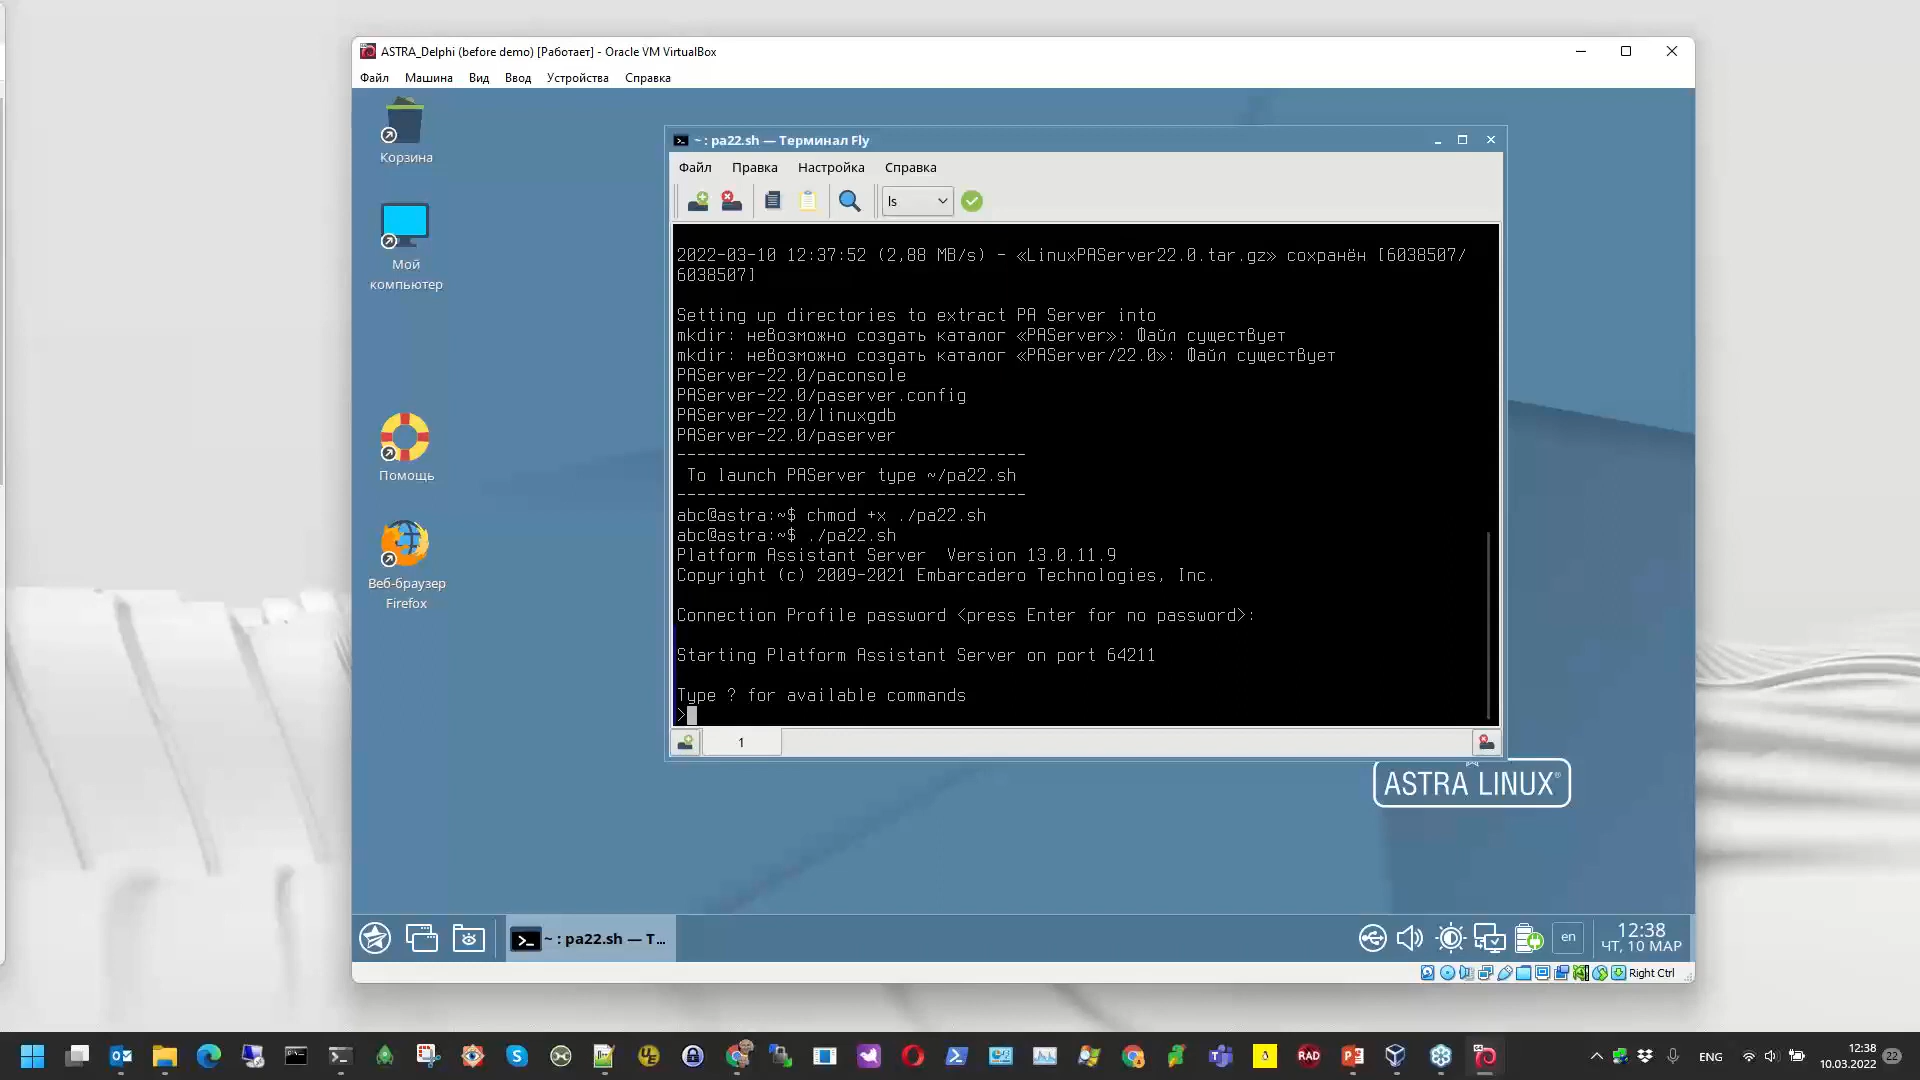 ASTRA_Delphi (before demo) [Работает] - Oracle VM VirtualBox
Файл Машина Вид Ввод Устройства Справка
Корзина
Мой
компьютер
Помощь
Веб-браузер
Firefox
~ : pa22.sh — Терминал Fly
Файл Правка Настройка Справка
ls
2022-03-10 12:37:52 (2,88 MB/s) - «LinuxPAServer22.0.tar.gz» сохранён [6038507/
6038507]
Setting up directories to extract PA Server into
mkdir: невозможно создать каталог «PAServer»: Файл существует
mkdir: невозможно создать каталог «PAServer/22.0»: Файл существует
PAServer-22.0/paconsole
PAServer-22.0/paserver.config
PAServer-22.0/linuxgdb
PAServer-22.0/paserver
---------------------------------
To launch PAServer type ~/pa22.sh
---------------------------------
abc@astra:~$ chmod +x ./pa22.sh
abc@astra:~$ ./pa22.sh
Platform Assistant Server  Version 13.0.11.9
Copyright (c) 2009-2021 Embarcadero Technologies, Inc.
Connection Profile password <press Enter for no password>:
Starting Platform Assistant Server on port 64211
Type ? for available commands
>
1
ASTRA LINUX®
~ : pa22.sh — Т...
en
12:38
ЧТ, 10 МАР
Right Ctrl
RAD
ENG
12:38
10.03.2022
22